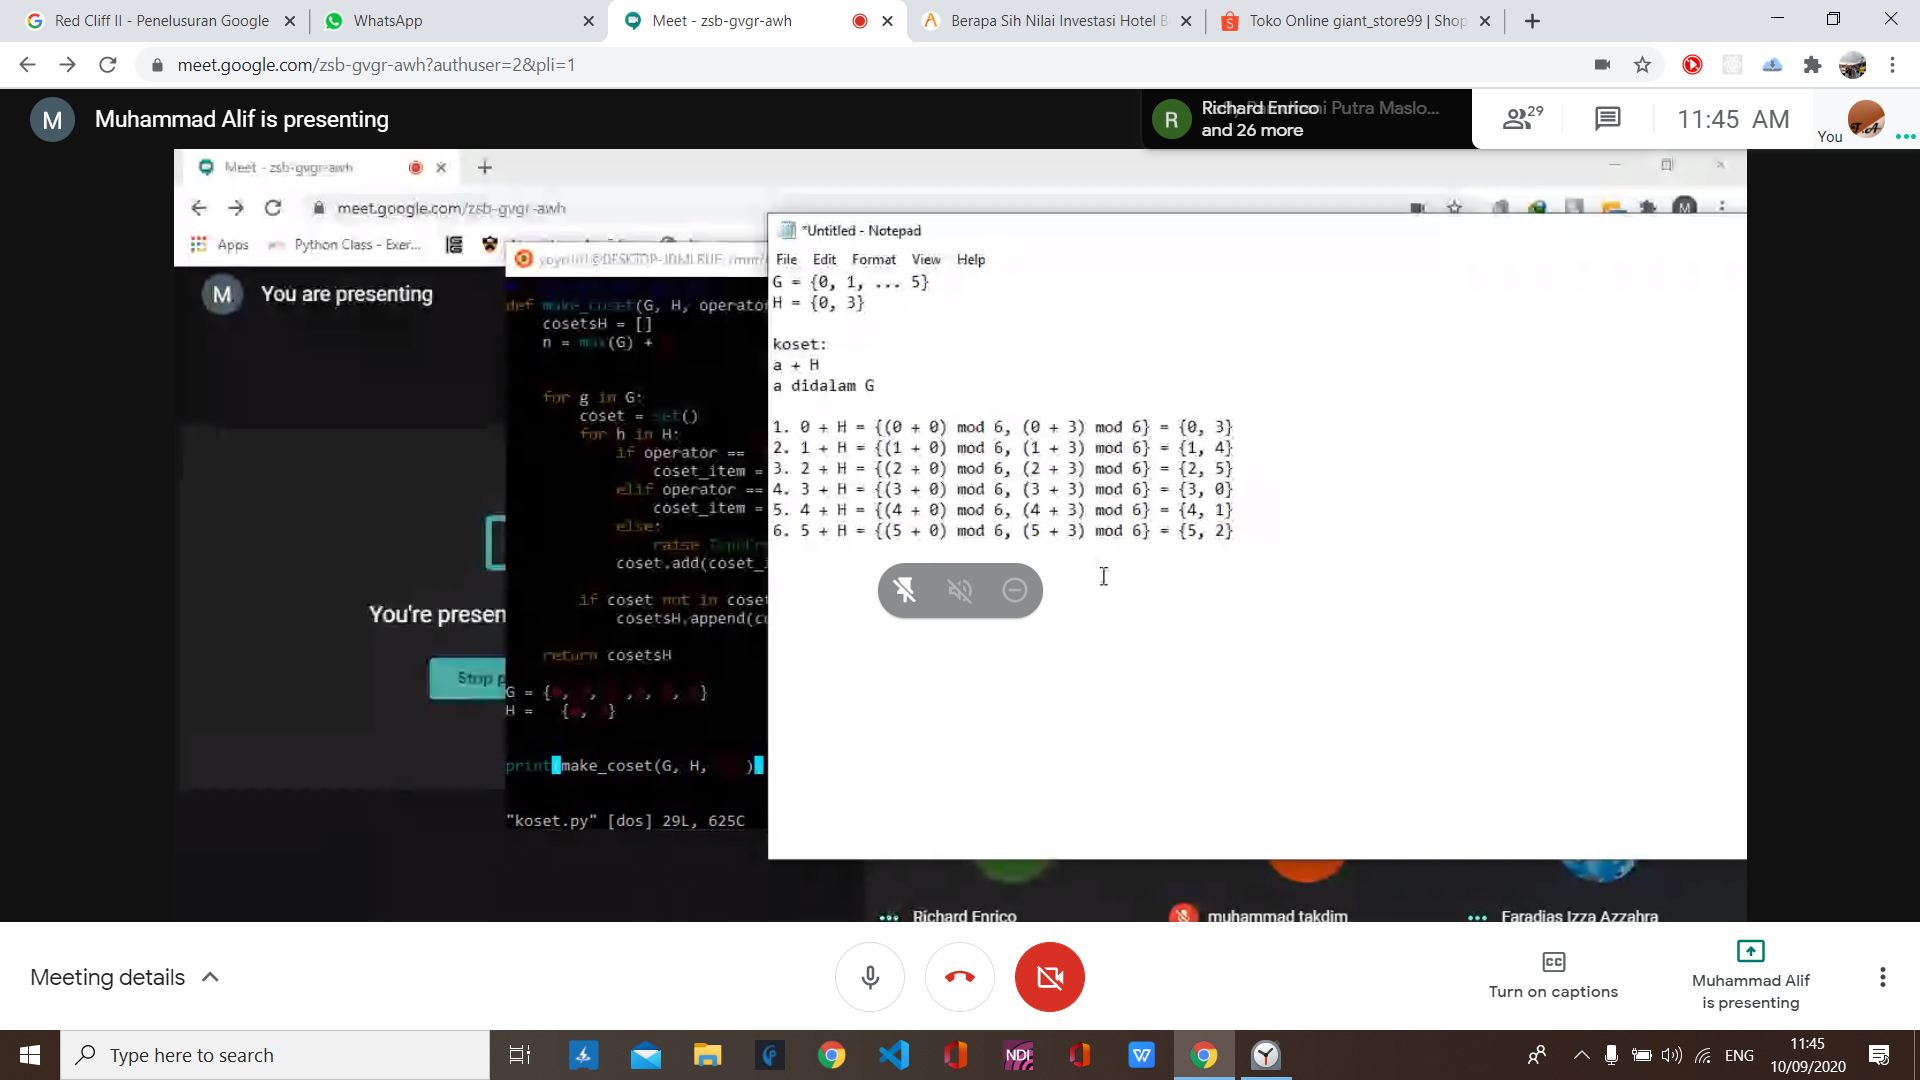 Red Cliff II - Penelusuran Google
WhatsApp
Meet - zsb-gvgr-awh
Berapa Sih Nilai Investasi Hotel B
Toko Online giant_store99 | Shop
meet.google.com/zsb-gvgr-awh?authuser=2&pli=1
M
Muhammad Alif is presenting
R
Richard Enrico
Putra Maslo...
and 26 more
29
11:45 AM
You
Meet - zsb-gvgr-awh
meet.google.com/zsb-gvgr-awh
M
Apps
Python Class - Exer...
M
You are presenting
You're presen
Stop p
def make_coset(G, H, operator
cosetsH = []
n = max(G) +
for g in G:
coset = set()
for h in H:
if operator ==
coset_item =
elif operator ==
coset_item =
else:
raise
coset.add(coset_i
if coset not in coset
cosetsH.append(co
return cosetsH
G = {
H = {
print(make_coset(G, H, )
"koset.py" [dos] 29L, 625C
*Untitled - Notepad
File Edit Format View Help
G = {0, 1, ... 5}
H = {0, 3}
koset:
a + H
a didalam G
1. 0 + H = {(0 + 0) mod 6, (0 + 3) mod 6} = {0, 3}
2. 1 + H = {(1 + 0) mod 6, (1 + 3) mod 6} = {1, 4}
3. 2 + H = {(2 + 0) mod 6, (2 + 3) mod 6} = {2, 5}
4. 3 + H = {(3 + 0) mod 6, (3 + 3) mod 6} = {3, 0}
5. 4 + H = {(4 + 0) mod 6, (4 + 3) mod 6} = {4, 1}
6. 5 + H = {(5 + 0) mod 6, (5 + 3) mod 6} = {5, 2}
Richard Enrico
muhammad takdim
Faradias Izza Azzahra
Meeting details
CC
Turn on captions
Muhammad Alif
is presenting
Type here to search
NDI
W
ENG
11:45
10/09/2020